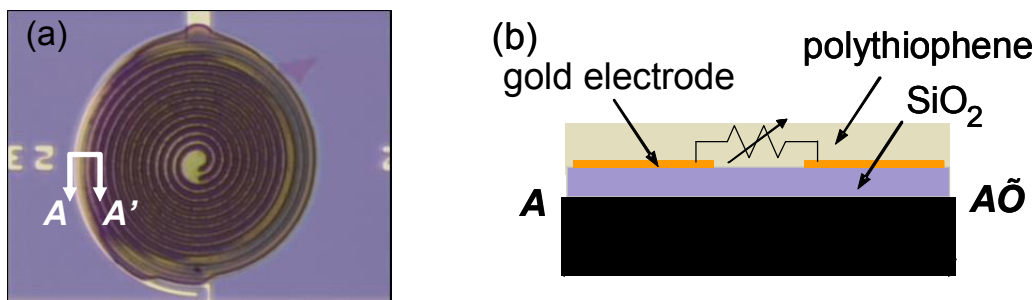 (a)
A A'
(b)
polythiophene
gold electrode
SiO₂
A AÕ